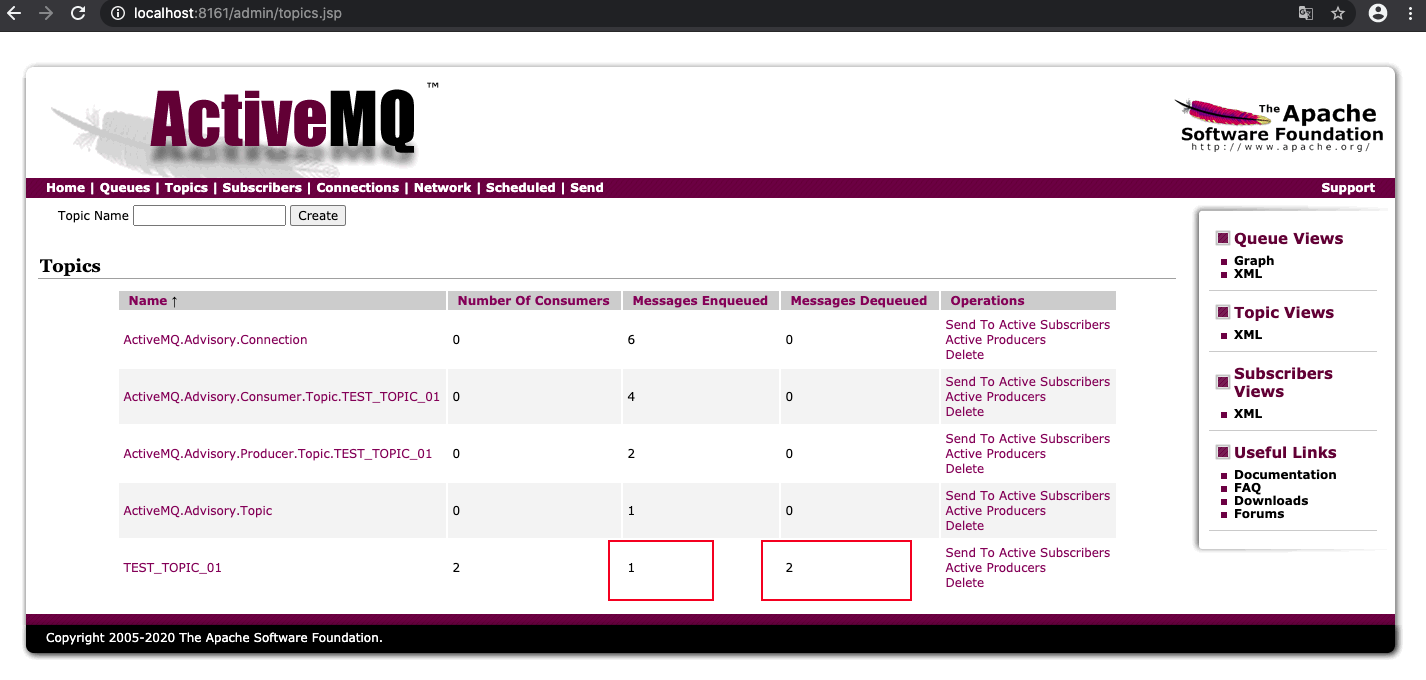 localhost:8161/admin/topics.jsp
ActiveMQ ™
The Apache
Software Foundation
http://www.apache.org/
Home | Queues | Topics | Subscribers | Connections | Network | Scheduled | Send
Support
Topic Name Create
Topics
Name ↑ Number Of Consumers Messages Enqueued Messages Dequeued Operations
ActiveMQ.Advisory.Connection 0 6 0 Send To Active Subscribers
Active Producers
Delete
ActiveMQ.Advisory.Consumer.Topic.TEST_TOPIC_01 0 4 0 Send To Active Subscribers
Active Producers
Delete
ActiveMQ.Advisory.Producer.Topic.TEST_TOPIC_01 0 2 0 Send To Active Subscribers
Active Producers
Delete
ActiveMQ.Advisory.Topic 0 1 0 Send To Active Subscribers
Active Producers
Delete
TEST_TOPIC_01 2 1 2 Send To Active Subscribers
Active Producers
Delete
Queue Views
Graph
XML
Topic Views
XML
Subscribers
Views
XML
Useful Links
Documentation
FAQ
Downloads
Forums
Copyright 2005-2020 The Apache Software Foundation.